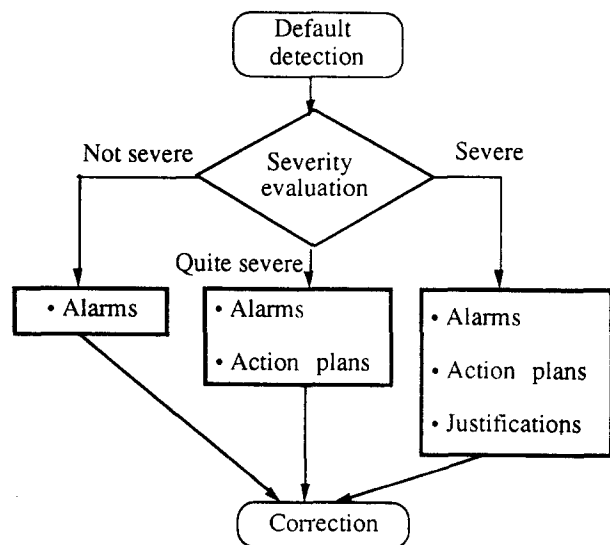 Default
detection
Not severe
Severity
evaluation
Severe
Quite severe
• Alarms
• Alarms
• Action plans
• Alarms
• Action plans
• Justifications
Correction